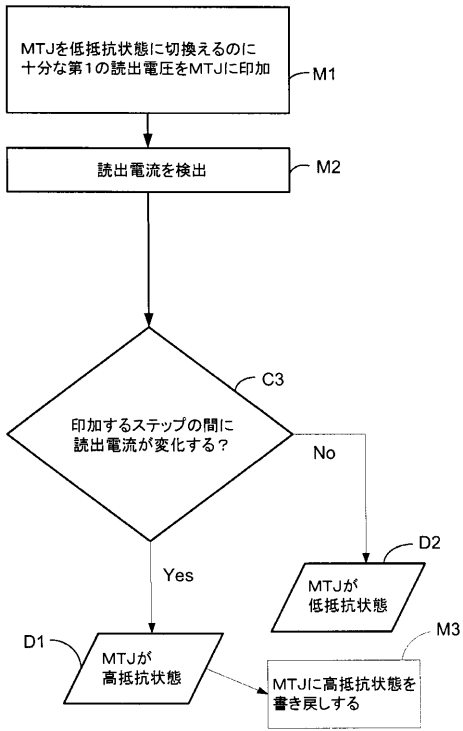 MTJを低抵抗状態に切換えるのに
十分な第1の読出電圧をMTJに印加
M1
読出電流を検出
M2
C3
印加するステップの間に
読出電流が変化する？
No
Yes
D2
MTJが
低抵抗状態
D1
MTJが
高抵抗状態
M3
MTJに高抵抗状態を
書き戻しする